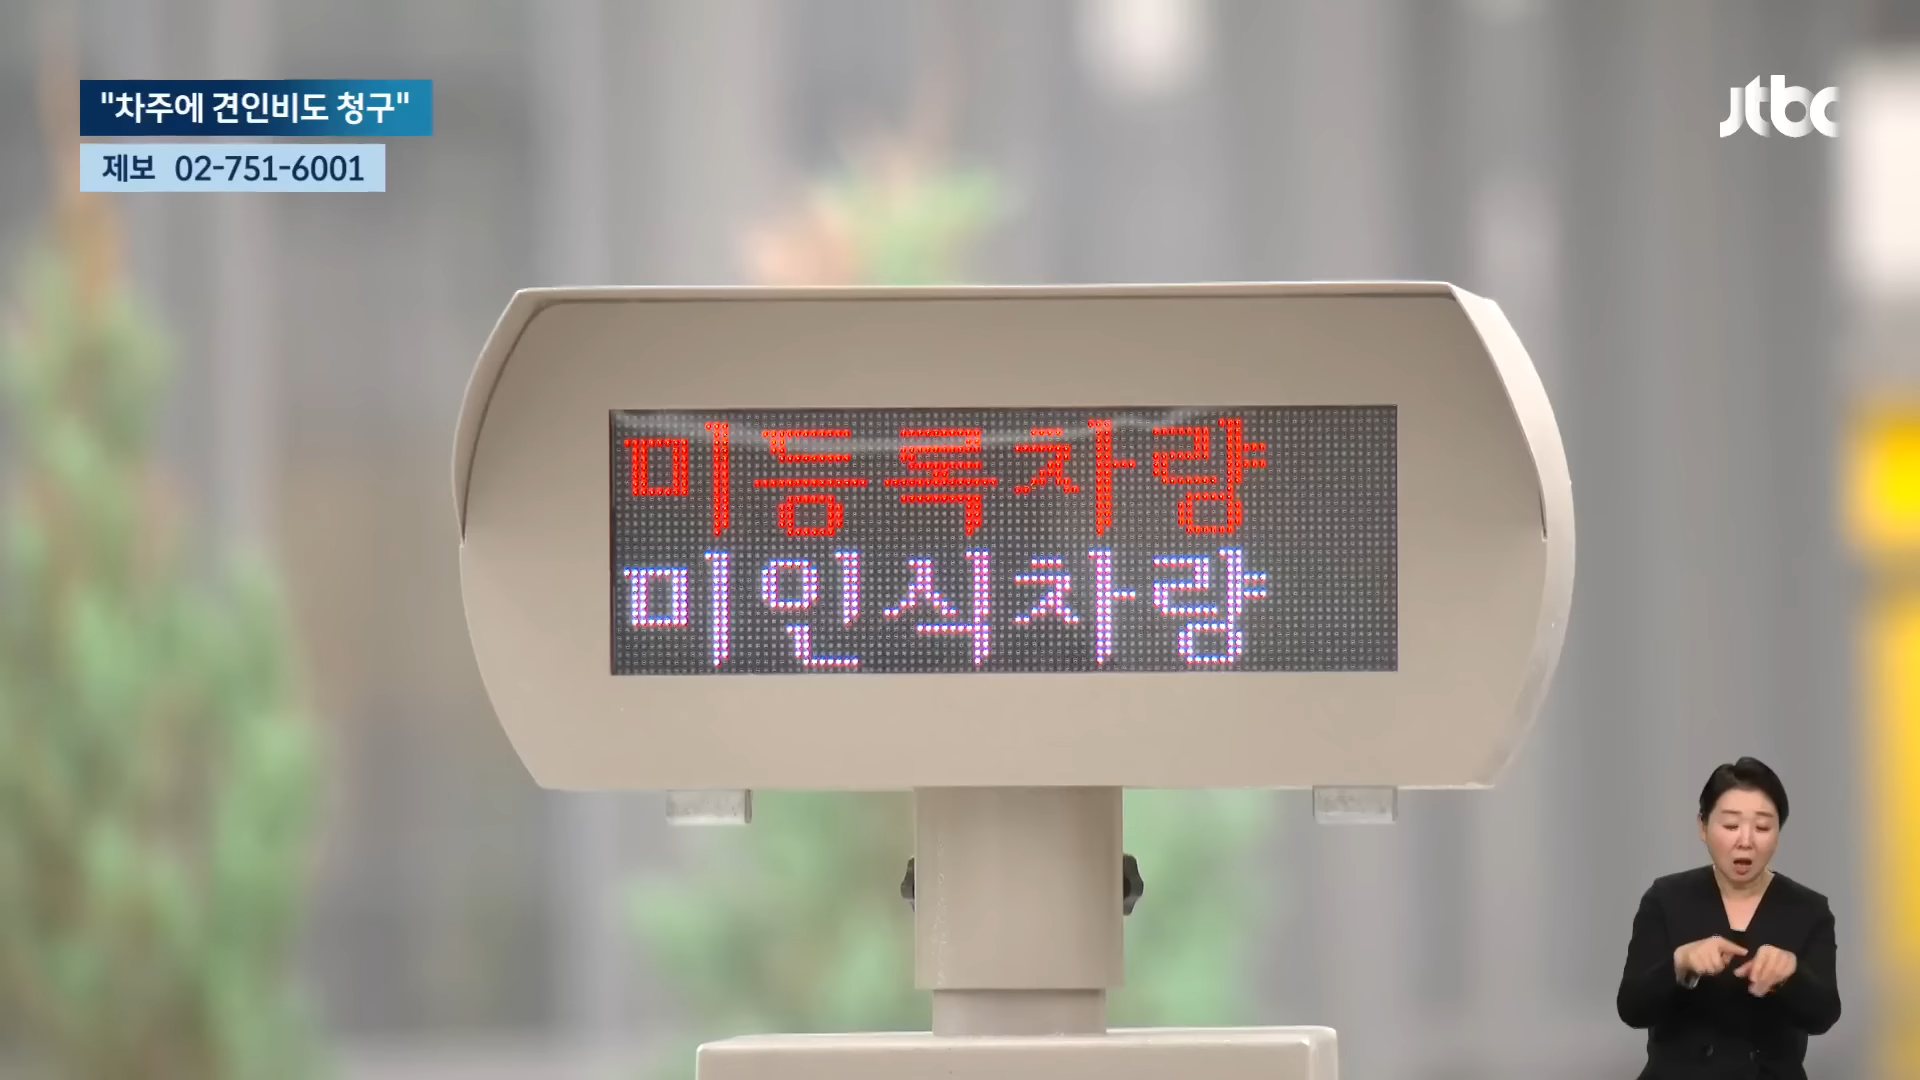 "차주에 견인비도 청구"
제보 02-751-6001
jtbc
미등록차량
미인식차량